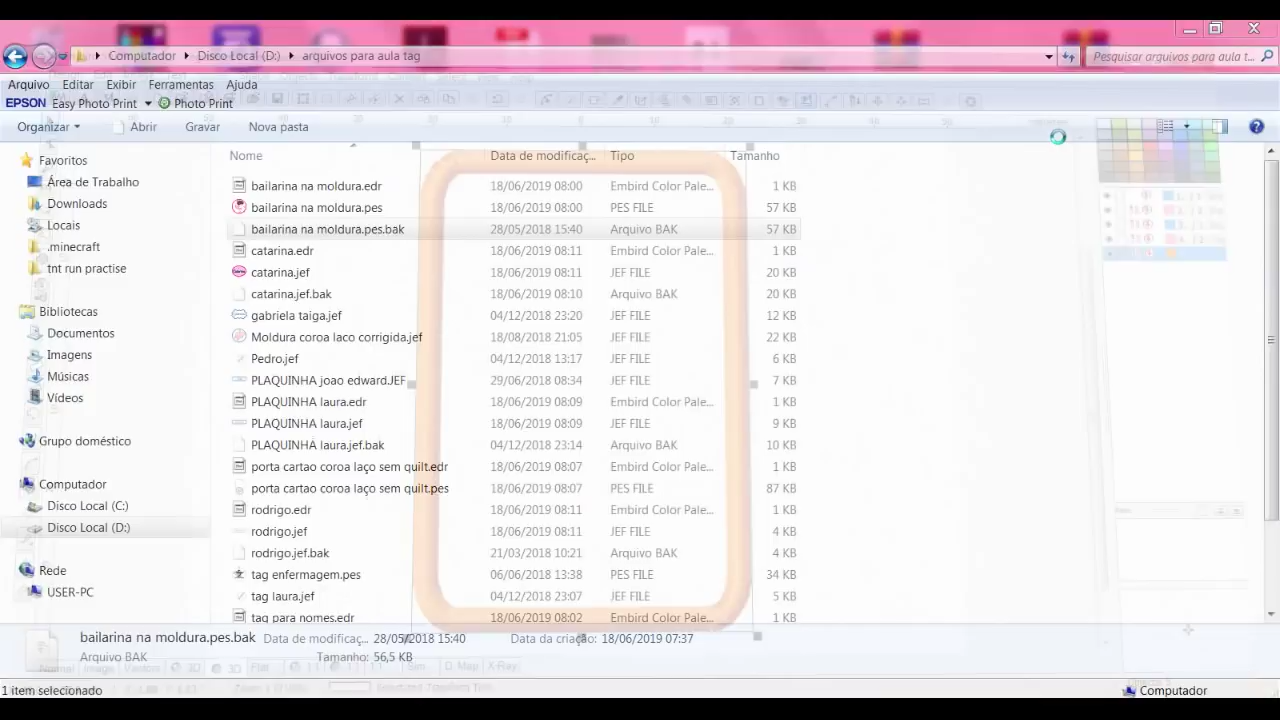 Computador Disco Local (D:) arquivos para aula tag
Pesquisar arquivos para aula t...
Arquivo Editar Exibir Ferramentas Ajuda
EPSON Easy Photo Print Photo Print
Organizar Abrir Gravar Nova pasta
Favoritos
Área de Trabalho
Downloads
Locais
.minecraft
tnt run practise
Bibliotecas
Documentos
Imagens
Músicas
Vídeos
Grupo doméstico
Computador
Disco Local (C:)
Disco Local (D:)
Rede
USER-PC
Nome Data de modificaç... Tipo Tamanho
bailarina na moldura.edr 18/06/2019 08:00 Embird Color Pale... 1 KB
bailarina na moldura.pes 18/06/2019 08:00 PES FILE 57 KB
bailarina na moldura.pes.bak 28/05/2018 15:40 Arquivo BAK 57 KB
catarina.edr 18/06/2019 08:11 Embird Color Pale... 1 KB
catarina.jef 18/06/2019 08:11 JEF FILE 20 KB
catarina.jef.bak 18/06/2019 08:10 Arquivo BAK 20 KB
gabriela taiga.jef 04/12/2018 23:20 JEF FILE 12 KB
Moldura coroa laco corrigida.jef 18/08/2018 21:05 JEF FILE 22 KB
Pedro.jef 04/12/2018 13:17 JEF FILE 6 KB
PLAQUINHA joao edward.JEF 29/06/2018 08:34 JEF FILE 7 KB
PLAQUINHA laura.edr 18/06/2019 08:09 Embird Color Pale... 1 KB
PLAQUINHA laura.jef 18/06/2019 08:09 JEF FILE 9 KB
PLAQUINHA laura.jef.bak 04/12/2018 23:14 Arquivo BAK 10 KB
porta cartao coroa laço sem quilt.edr 18/06/2019 08:07 Embird Color Pale... 1 KB
porta cartao coroa laço sem quilt.pes 18/06/2019 08:07 PES FILE 87 KB
rodrigo.edr 18/06/2019 08:11 Embird Color Pale... 1 KB
rodrigo.jef 18/06/2019 08:11 JEF FILE 4 KB
rodrigo.jef.bak 21/03/2018 10:21 Arquivo BAK 4 KB
tag enfermagem.pes 06/06/2018 13:38 PES FILE 34 KB
tag laura.jef 04/12/2018 23:07 JEF FILE 5 KB
tag para nomes.edr 18/06/2019 08:02 Embird Color Pale... 1 KB
bailarina na moldura.pes.bak Data de modificaç... 28/05/2018 15:40 Data da criação: 18/06/2019 07:37
Arquivo BAK Tamanho: 56,5 KB
Normal Flat 3D 1:1 Sim. D. Map X-Ray
1 item selecionado Computador